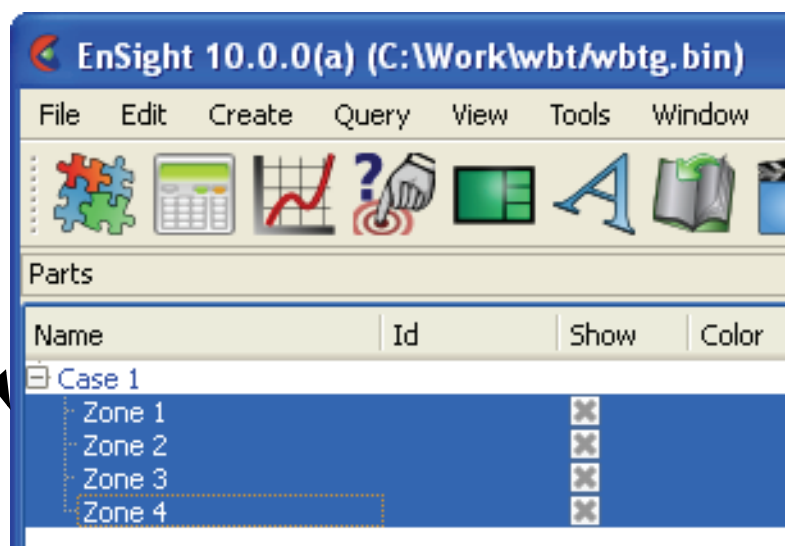 EnSight 10.0.0(a) (C:\Work\wbt/wbtg.bin)
File Edit Create Query View Tools Window
?
A
Parts
Name Id Show Color
Case 1
Zone 1
Zone 2
Zone 3
Zone 4